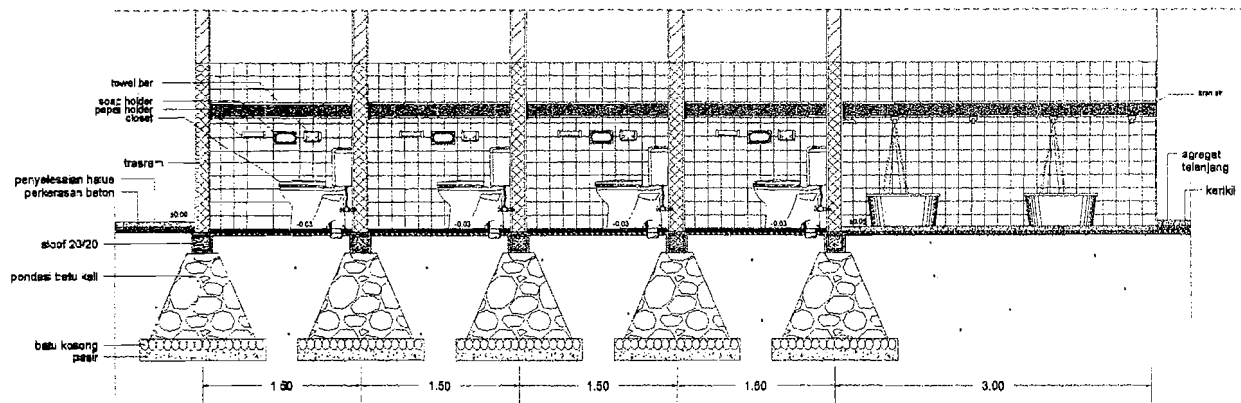 towel bar
soap holder
paper holder
closet
trasram
penyelesaian halus
perkerasan beton
±0.00
sloof 20/20
pondasi batu kali
batu kosong
pasir
-0.03
-0.03
-0.03
-0.03
±0.05
kran air
agregat
telanjang
kerikil
1.50
1.50
1.50
1.50
3.00